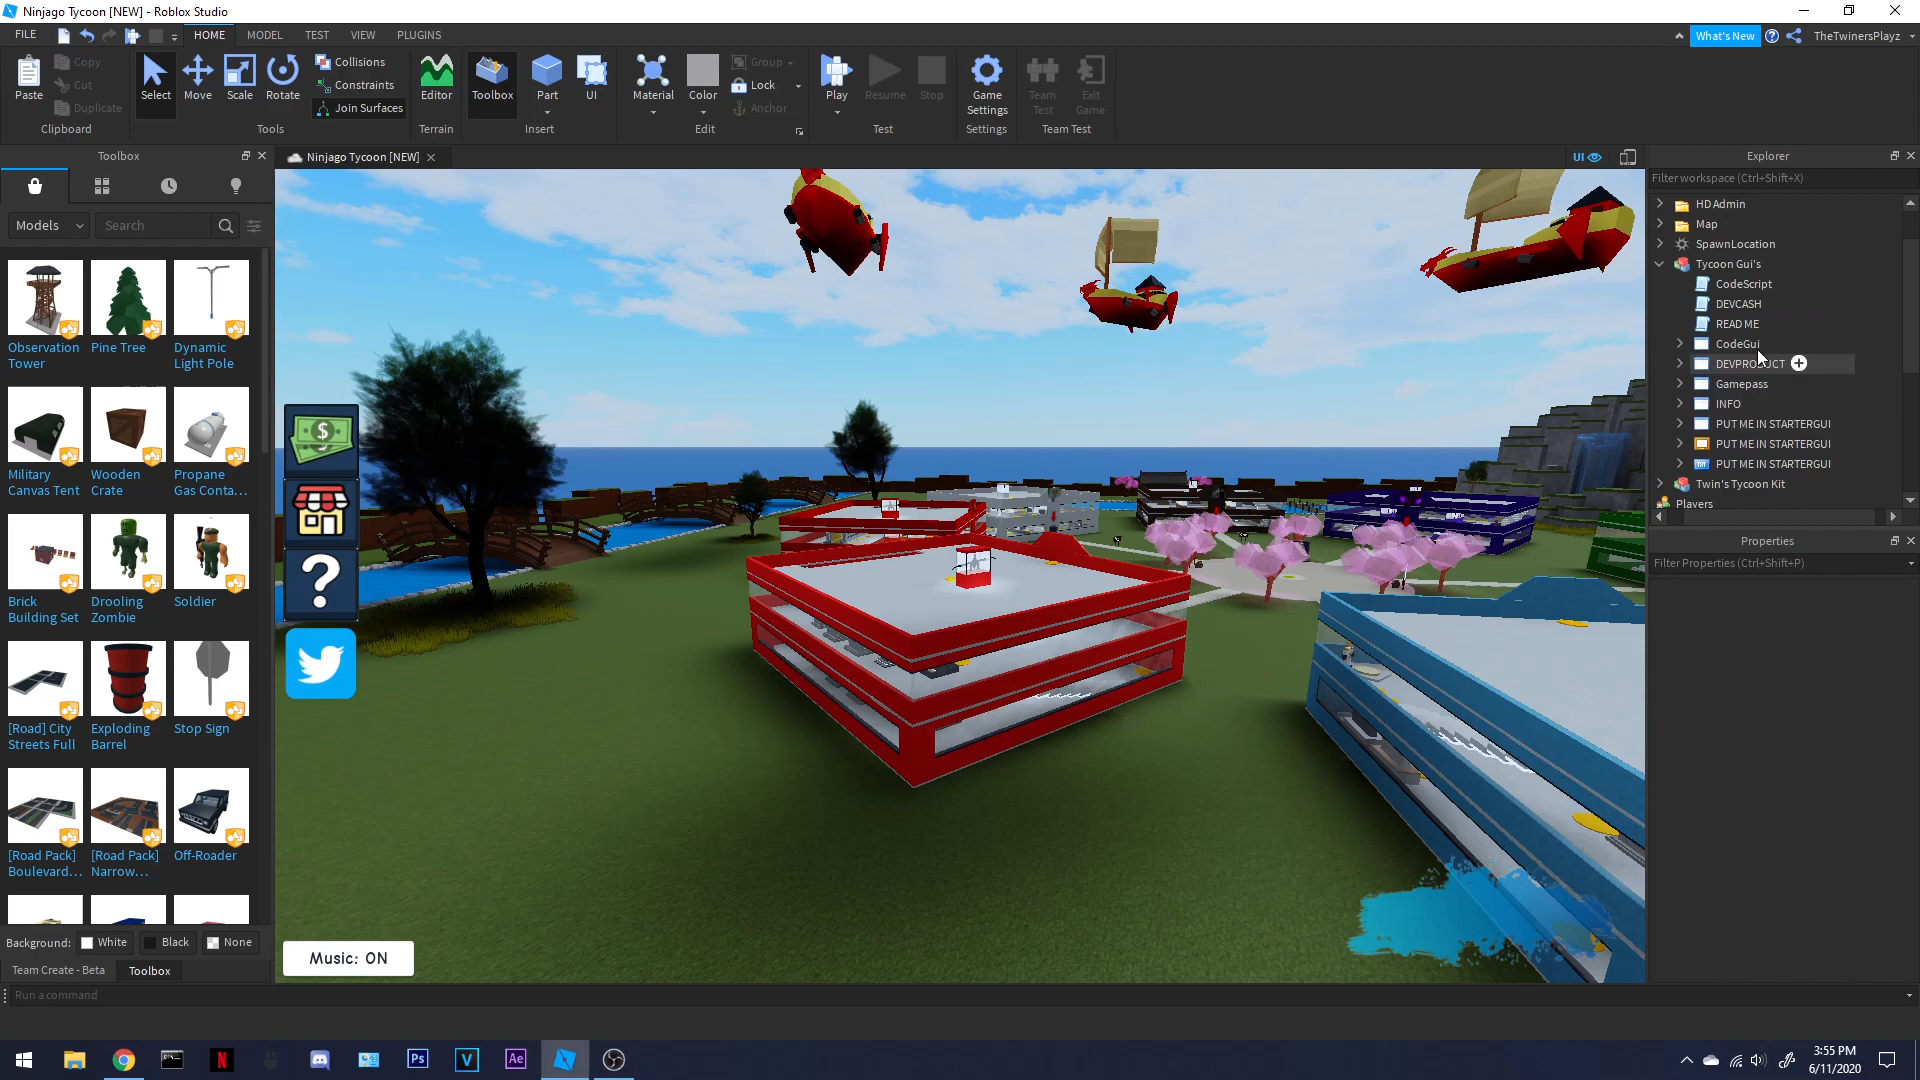 Ninjago Tycoon [NEW] - Roblox Studio
FILE
HOME
MODEL
TEST
VIEW
PLUGINS
What's New
TheTwinersPlayz
Paste
Copy
Cut
Duplicate
Clipboard
Select
Move
Scale
Rotate
Collisions
Constraints
Join Surfaces
Tools
Editor
Terrain
Toolbox
Part
UI
Insert
Material
Color
Group
Lock
Anchor
Edit
Play
Resume
Stop
Test
Game
Settings
Settings
Team
Test
Exit
Game
Team Test
Toolbox
Ninjago Tycoon [NEW]
UI
Explorer
Filter workspace (Ctrl+Shift+X)
HD Admin
Map
SpawnLocation
Tycoon Gui's
CodeScript
DEVCASH
READ ME
CodeGui
DEVPRODUCT
Gamepass
INFO
PUT ME IN STARTERGUI
PUT ME IN STARTERGUI
TXT
PUT ME IN STARTERGUI
Twin's Tycoon Kit
Players
Properties
Filter Properties (Ctrl+Shift+P)
Models
Search
Observation
Tower
Pine Tree
Dynamic
Light Pole
Military
Canvas Tent
Wooden
Crate
Propane
Gas Conta...
Brick
Building Set
Drooling
Zombie
Soldier
[Road] City
Streets Full
Exploding
Barrel
Stop Sign
[Road Pack]
Boulevard...
[Road Pack]
Narrow...
Off-Roader
$
?
Music: ON
Background:
White
Black
None
Team Create - Beta
Toolbox
Run a command
N
Ps
V
Ae
3:55 PM
6/11/2020